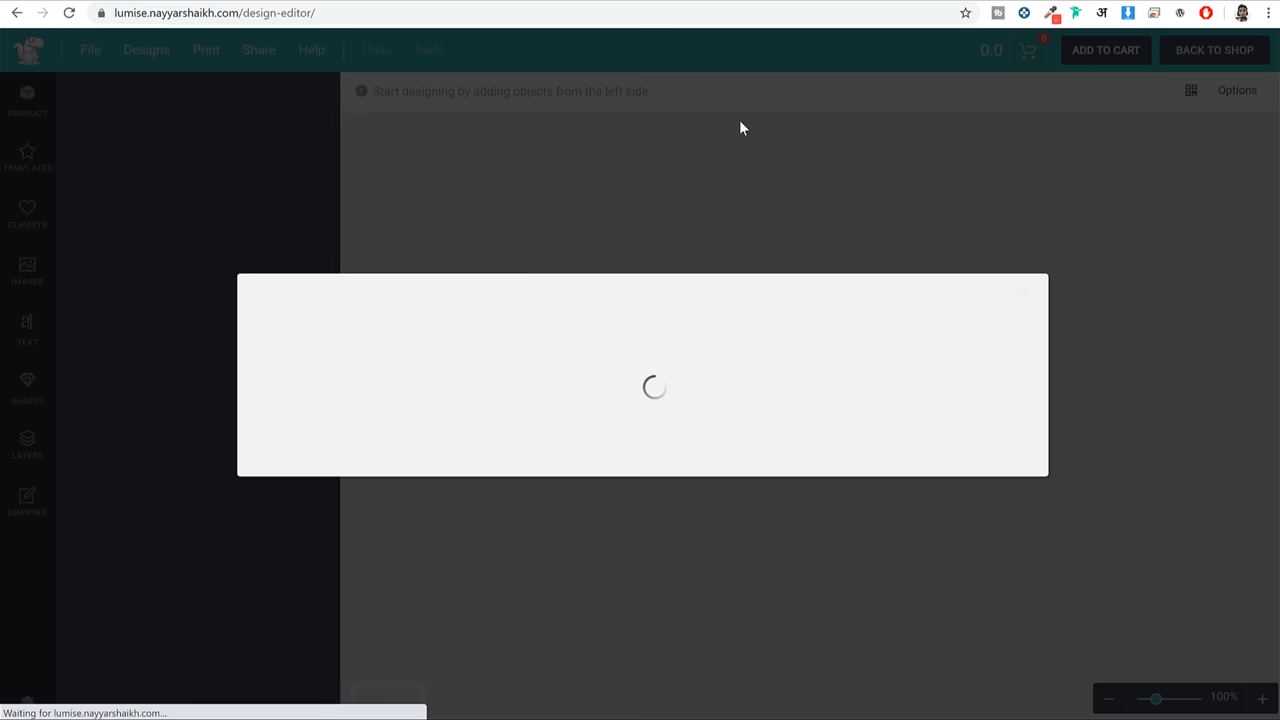 lumise.nayyarshaikh.com/design-editor/
File Designs Print Share Help Undo Redo 0.0 0 ADD TO CART BACK TO SHOP
Start designing by adding objects from the left side
Options
PRODUCT
TEMPLATES
CLIPARTS
IMAGES
TEXT
SHAPES
LAYERS
DRAWING
100%
Waiting for lumise.nayyarshaikh.com...